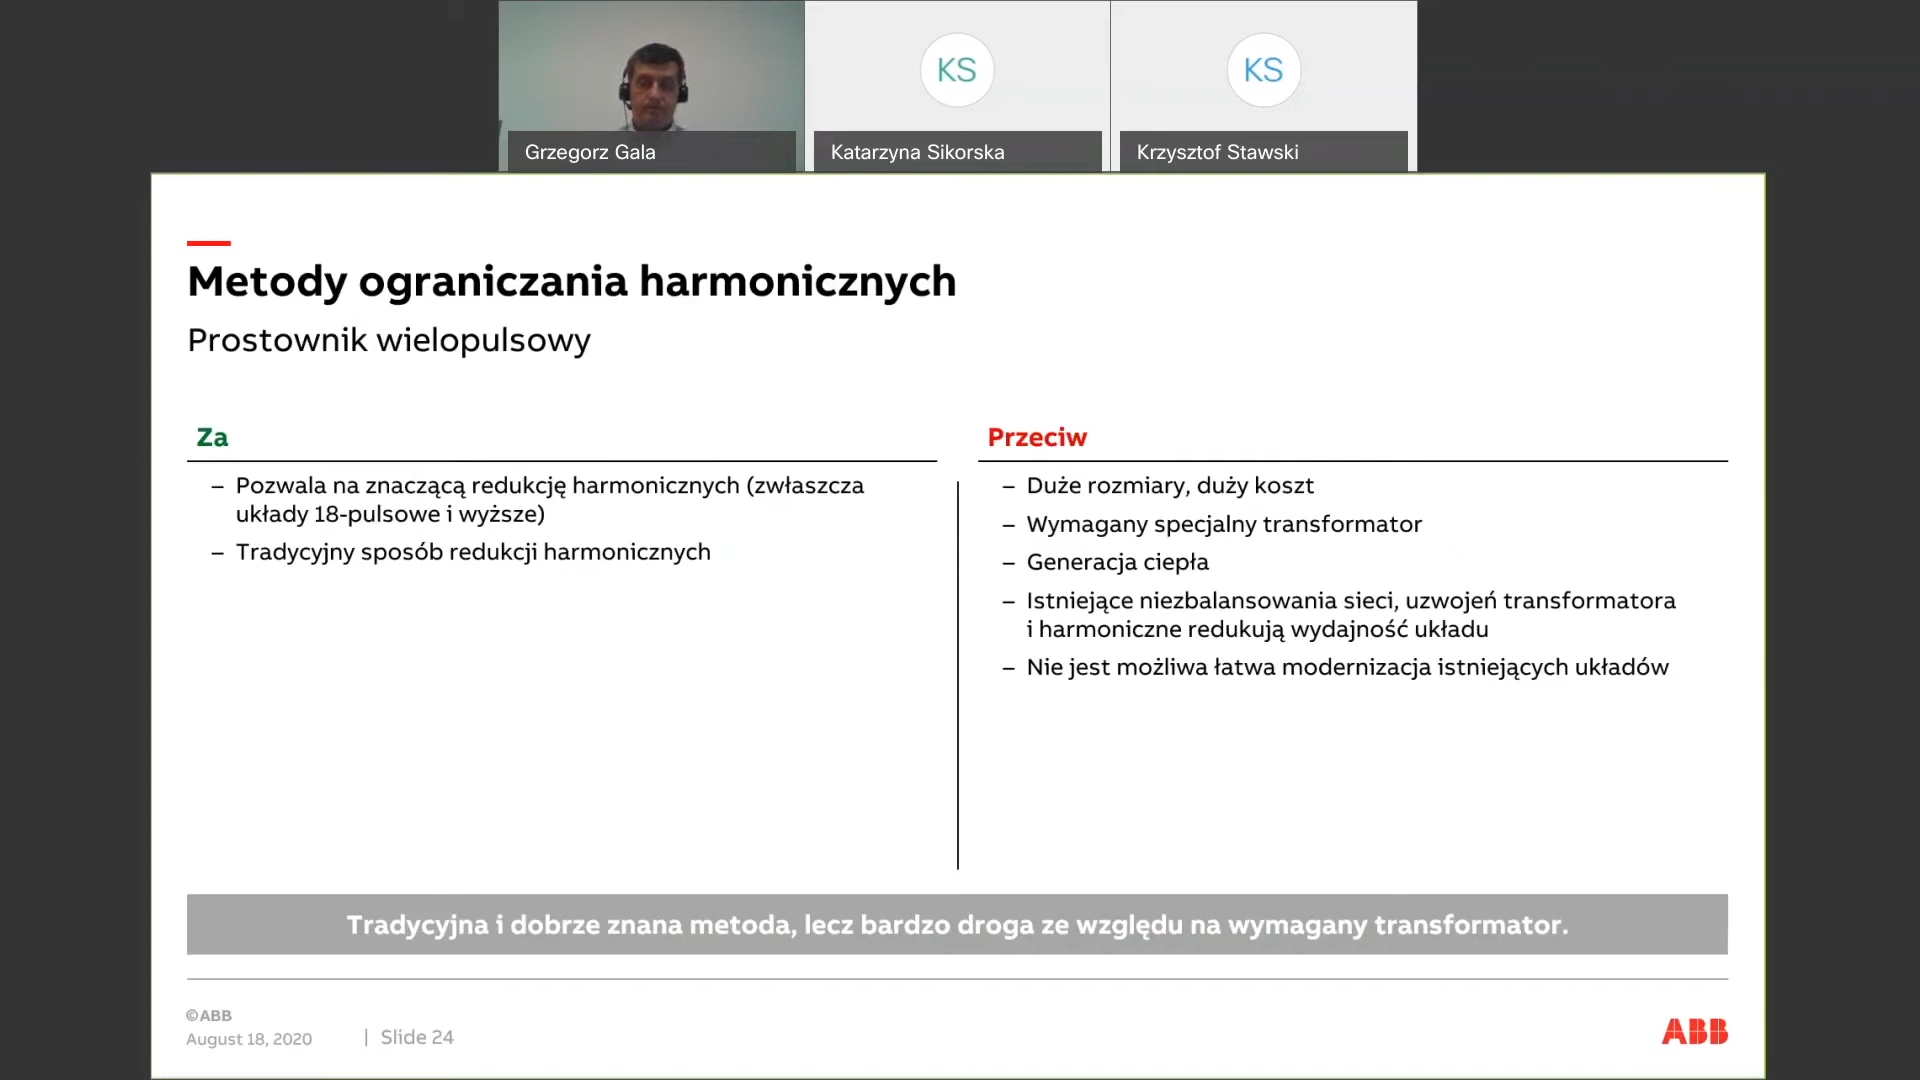 KS
KS
Grzegorz Gala
Katarzyna Sikorska
Krzysztof Stawski
Metody ograniczania harmonicznych
Prostownik wielopulsowy
Za
– Pozwala na znaczącą redukcję harmonicznych (zwłaszcza
układy 18-pulsowe i wyższe)
– Tradycyjny sposób redukcji harmonicznych
Przeciw
– Duże rozmiary, duży koszt
– Wymagany specjalny transformator
– Generacja ciepła
– Istniejące niezbalansowania sieci, uzwojeń transformatora
i harmoniczne redukują wydajność układu
– Nie jest możliwa łatwa modernizacja istniejących układów
Tradycyjna i dobrze znana metoda, lecz bardzo droga ze względu na wymagany transformator.
©ABB
August 18, 2020 | Slide 24
ABB